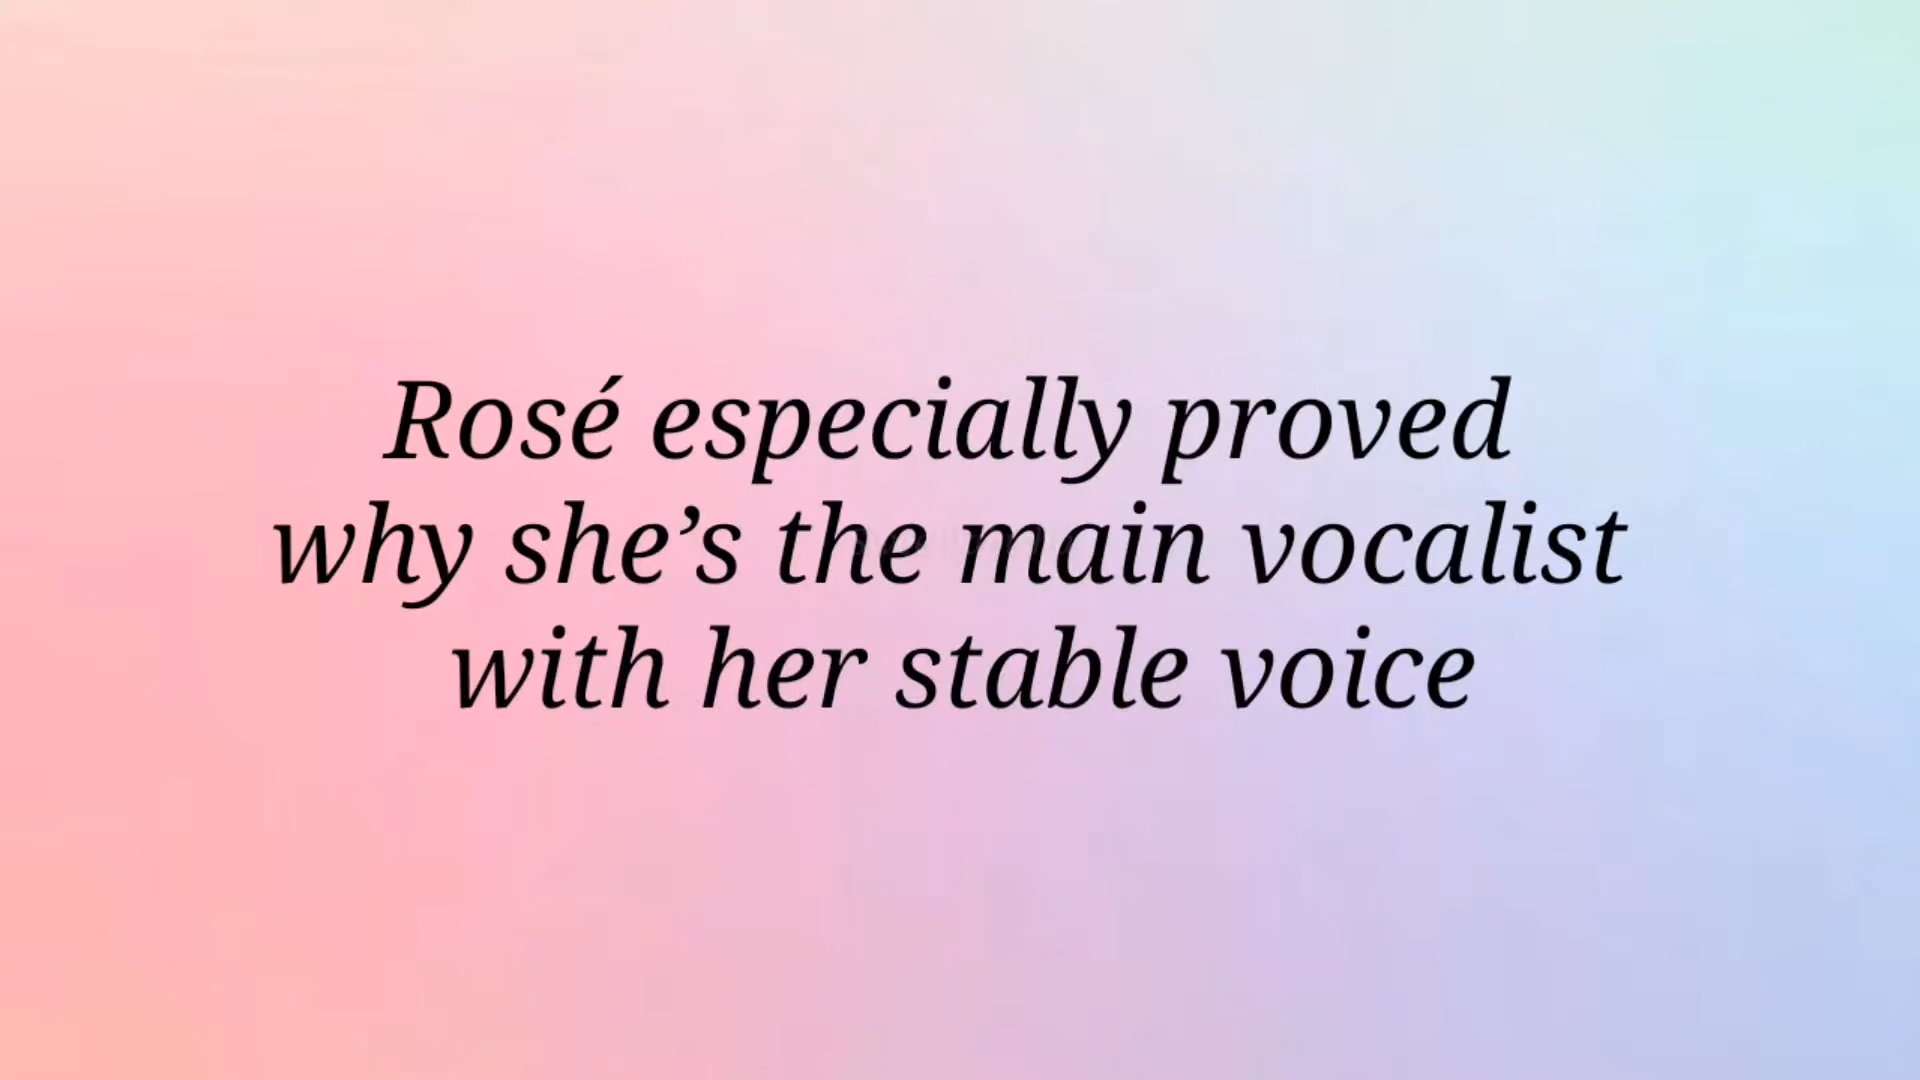 Rosé especially proved
why she’s the main vocalist
with her stable voice